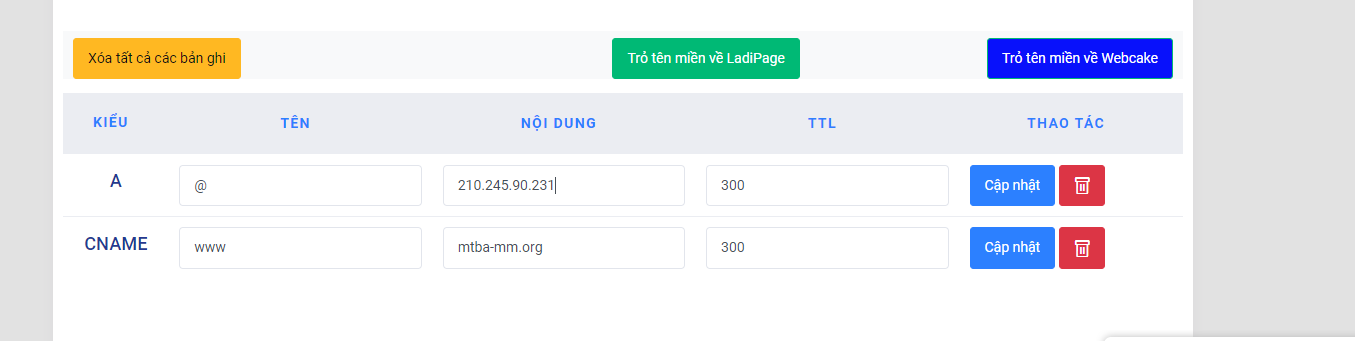 Xóa tất cả các bản ghi
Trỏ tên miền về LadiPage
Trỏ tên miền về Webcake
KIỂU TÊN NỘI DUNG TTL THAO TÁC
A @ 210.245.90.231 300 Cập nhật
CNAME www mtba-mm.org 300 Cập nhật